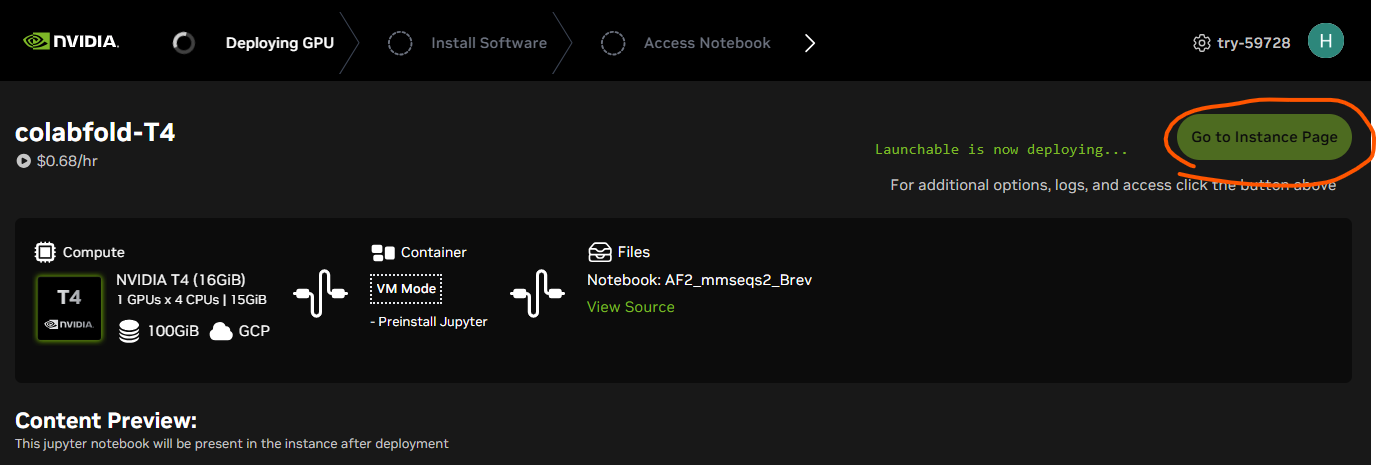 NVIDIA. Deploying GPU Install Software Access Notebook try-59728 H
colabfold-T4
$0.68/hr
Launchable is now deploying...
Go to Instance Page
For additional options, logs, and access click the button above
Compute
T4
NVIDIA.
NVIDIA T4 (16GiB)
1 GPUs x 4 CPUs | 15GiB
100GiB GCP
Container
VM Mode
- Preinstall Jupyter
Files
Notebook: AF2_mmseqs2_Brev
View Source
Content Preview:
This jupyter notebook will be present in the instance after deployment